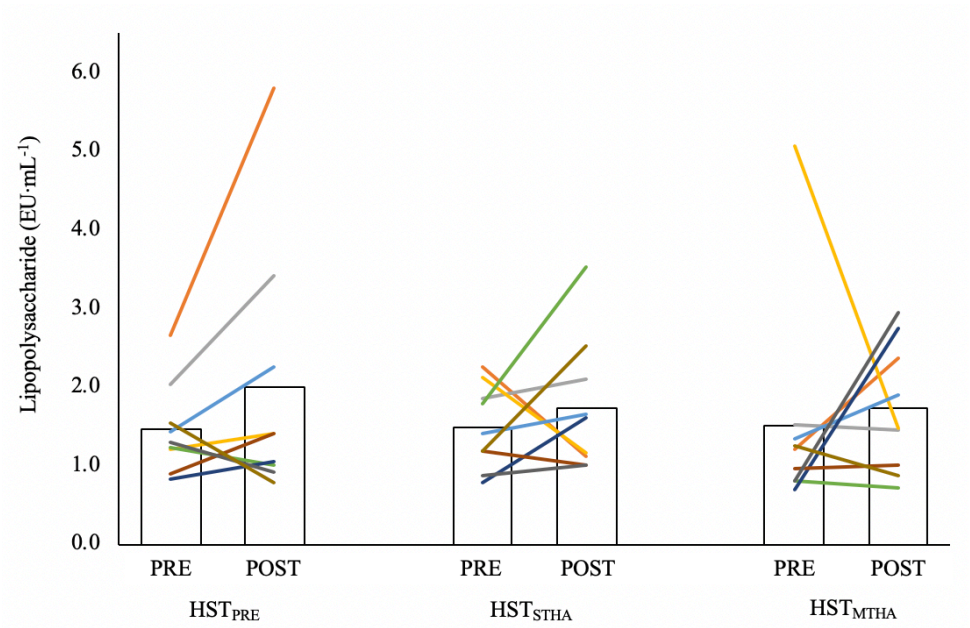 Lipopolysaccharide (EU·mL⁻¹)
6.0
5.0
4.0
3.0
2.0
1.0
0.0
PRE POST PRE POST PRE POST
HSTPRE HSTSTHA HSTMTHA